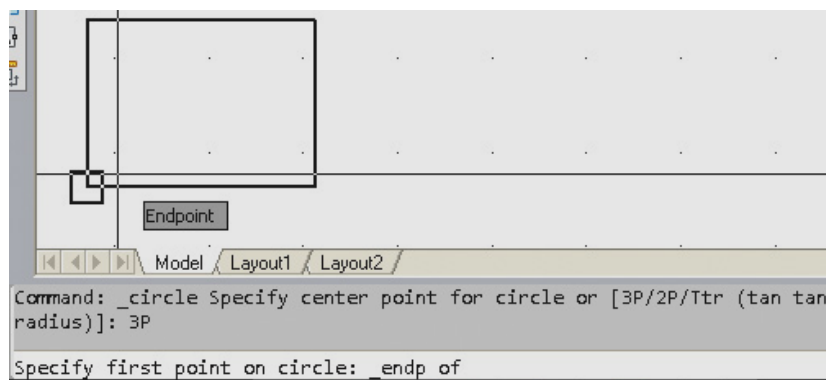 Endpoint
Model Layout1 Layout2
Command: _circle Specify center point for circle or [3P/2P/Ttr (tan tan
radius)]: 3P
Specify first point on circle: _endp of